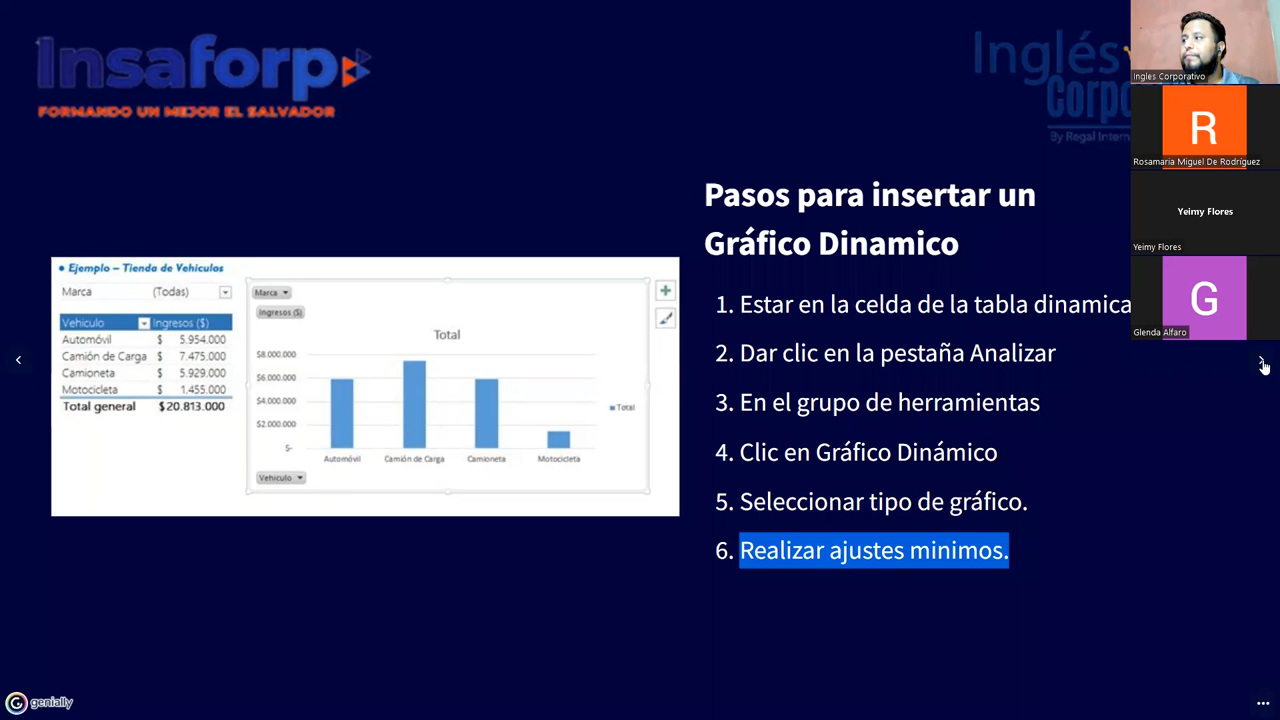 Insaforp
FORMANDO UN MEJOR EL SALVADOR
Inglés
Corpo
By Regal Intern
Ingles Corporativo
R
Rosamaria Miguel De Rodríguez
Yeimy Flores
Yeimy Flores
G
Glenda Alfaro
Pasos para insertar un
Gráfico Dinamico
1. Estar en la celda de la tabla dinamica
2. Dar clic en la pestaña Analizar
3. En el grupo de herramientas
4. Clic en Gráfico Dinámico
5. Seleccionar tipo de gráfico.
6. Realizar ajustes minimos.
• Ejemplo – Tienda de Vehiculos
Marca (Todas)
Vehiculo Ingresos ($)
Automóvil $ 5.954.000
Camión de Carga $ 7.475.000
Camioneta $ 5.929.000
Motocicleta $ 1.455.000
Total general $20.813.000
Marca
Ingresos ($)
Total
$8.000.000
$6.000.000
$4.000.000
$2.000.000
$-
Automóvil Camión de Carga Camioneta Motocicleta
Total
Vehiculo
genially